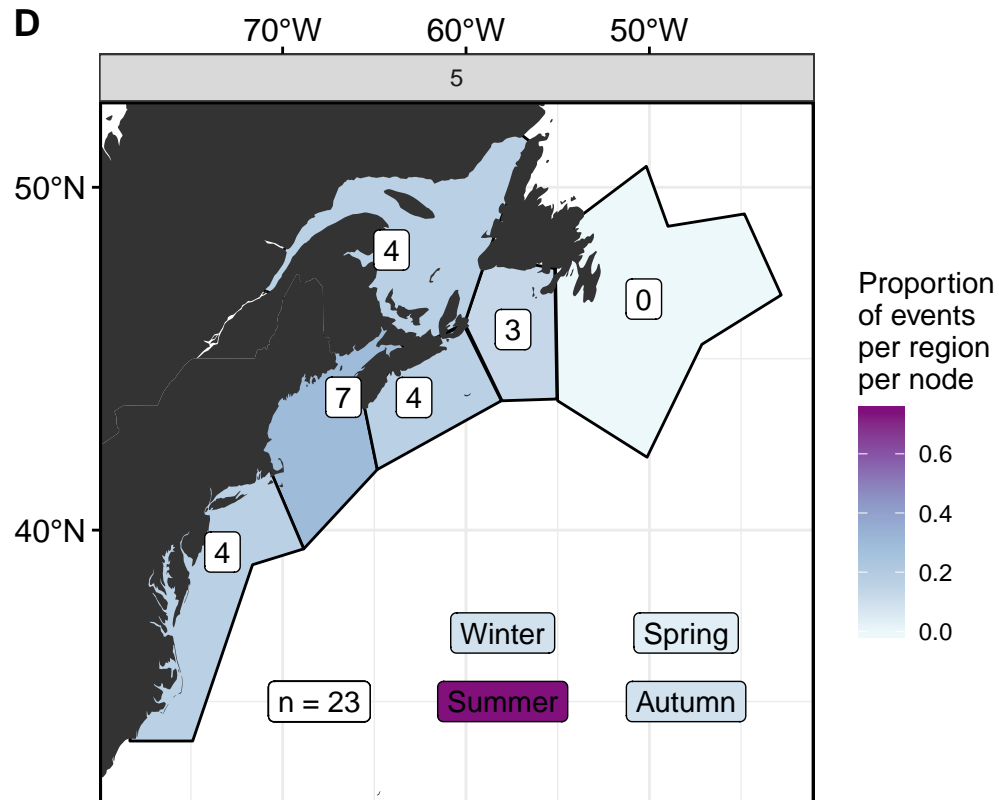 D
70°W 60°W 50°W
5
50°N
40°N
4
3
0
7
4
4
Winter
Spring
n = 23
Summer
Autumn
Proportion
of events
per region
per node
0.6
0.4
0.2
0.0